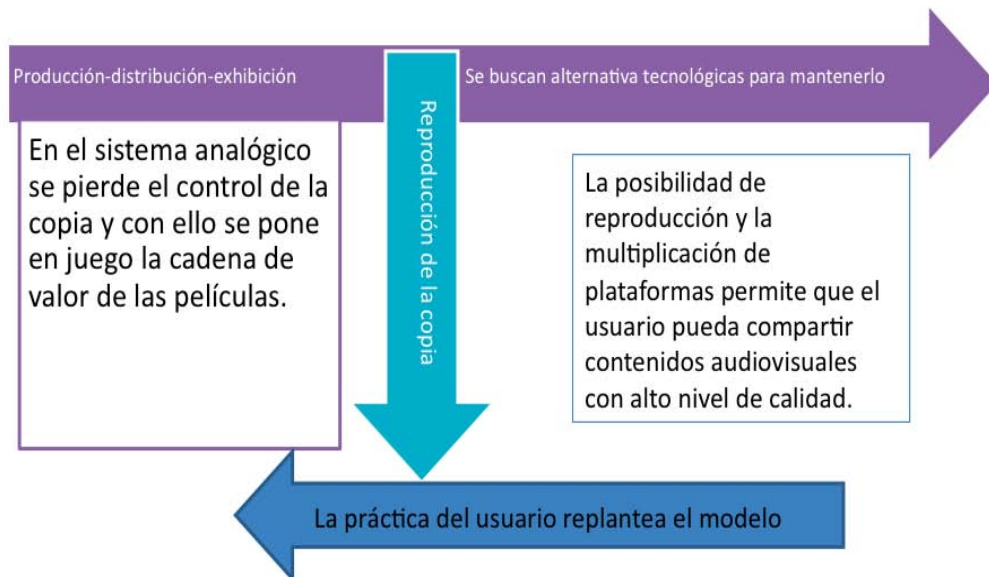 Producción-distribución-exhibición
Se buscan alternativa tecnológicas para mantenerlo
Reproducción de la copia
En el sistema analógico
se pierde el control de la
copia y con ello se pone
en juego la cadena de
valor de las películas.
La posibilidad de
reproducción y la
multiplicación de
plataformas permite que el
usuario pueda compartir
contenidos audiovisuales
con alto nivel de calidad.
La práctica del usuario replantea el modelo